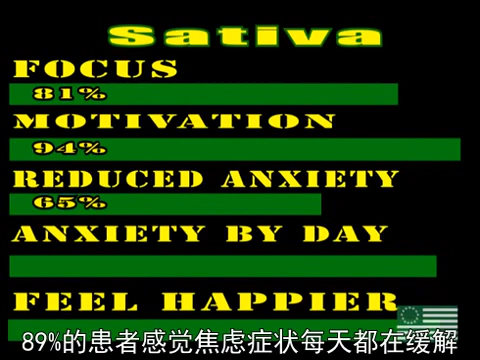 Sativa
FOCUS
81%
MOTIVATION
94%
REDUCED ANXIETY
65%
ANXIETY BY DAY
FEEL HAPPIER
89%的患者感觉焦虑症状每天都在缓解